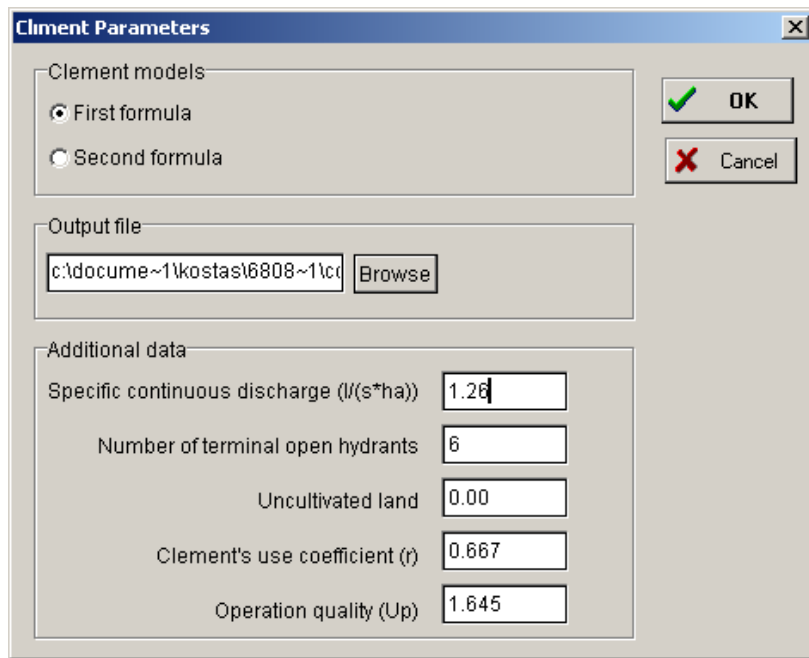 Clıment Parameters
Clement models
First formula
Second formula
OK
Cancel
Output file
c:\docume~1\kostas\6808~1\co
Browse
Additional data
Specific continuous discharge (l/(s*ha)) 1.26
Number of terminal open hydrants 6
Uncultivated land 0.00
Clement's use coefficient (r) 0.667
Operation quality (Up) 1.645